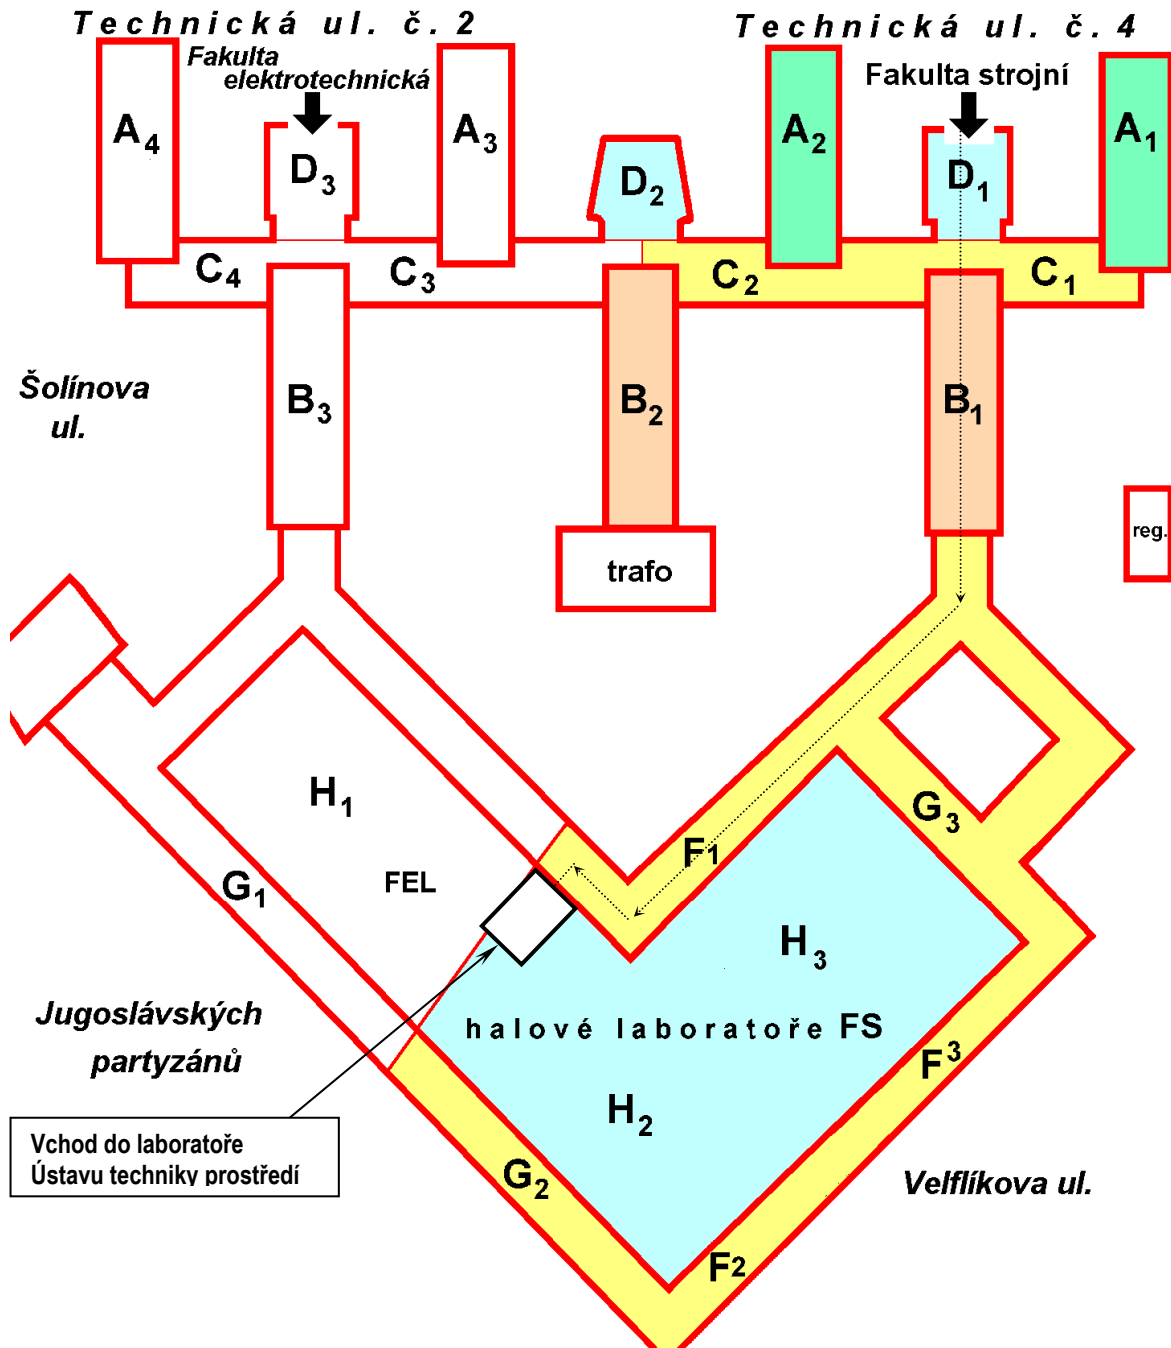 Technická ul. č. 2
Technická ul. č. 4
Fakulta
elektrotechnická
Fakulta strojní
A4
A3
A2
A1
D3
D2
D1
C4
C3
C2
C1
Šolínova
ul.
B3
B2
B1
reg.
trafo
H1
G3
F1
FEL
G1
H3
Jugoslávských
partyzánů
halové laboratoře FS
F3
H2
Vchod do laboratoře
Ústavu techniky prostředí
G2
Velflíkova ul.
F2